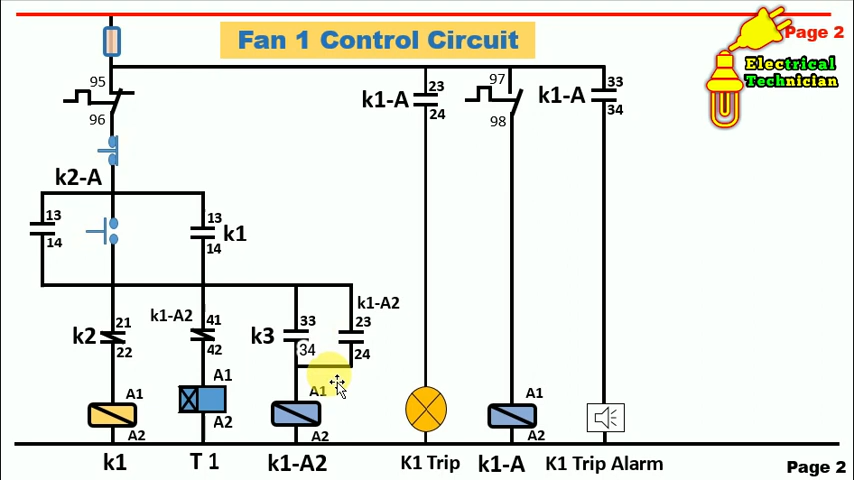 Fan 1 Control Circuit
Page 2
Electrical
Technician
95
96
k1-A
23
24
97
98
k1-A
33
34
k2-A
13
14
13
14
k1
k2
21
22
k1-A2
41
42
k3
33
34
k1-A2
23
24
A1
A2
A1
A2
A1
A2
A1
A2
k1
T 1
k1-A2
K1 Trip
k1-A
K1 Trip Alarm
Page 2